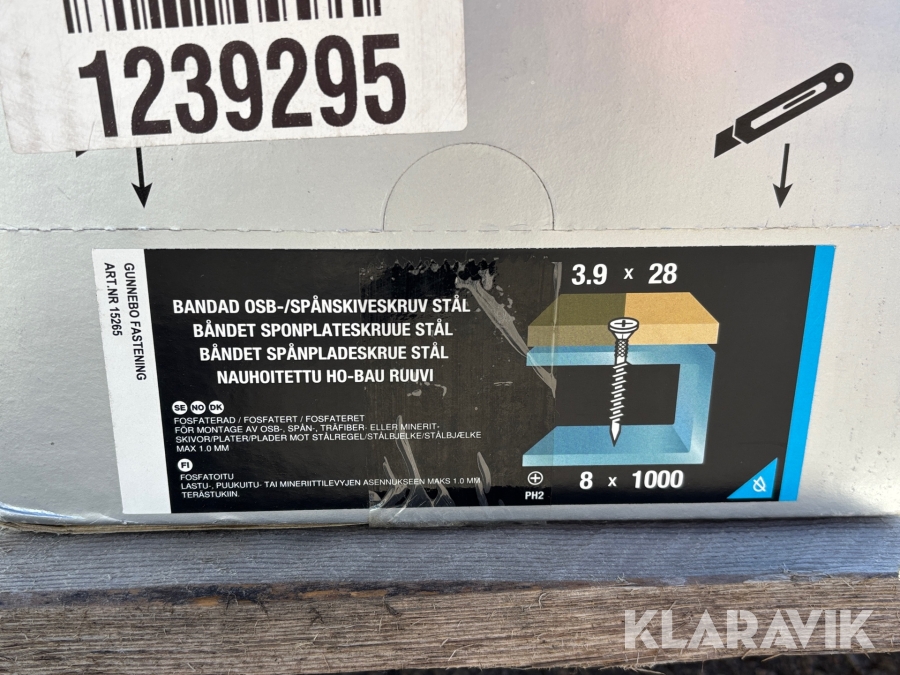 1239295
GUNNEBO FASTENING
ART.NR 15265
BANDAD OSB-/SPÅNSKIVESKRUV STÅL
BÅNDET SPONPLATESKRUUE STÅL
BÅNDET SPÅNPLADESKRUE STÅL
NAUHOITETTU HO-BAU RUUVI
SE NO DK
FOSFATERAD / FOSFATERT / FOSFATERET
FÖR MONTAGE AV OSB-, SPÅN-, TRÄFIBER- ELLER MINERIT-
SKIVOR/PLATER/PLADER MOT STÅLREGEL/STÅLBJELKE/STÅLBJÆLKE
MAX 1.0 MM
FI
FOSFATOITU
LASTU-, PUUKUITU- TAI MINERIITTILEVYJEN ASENNUKSEEN MAKS 1.0 MM
TERÄSTUKIIN.
3.9 x 28
PH2
8 x 1000
KLARAVIK